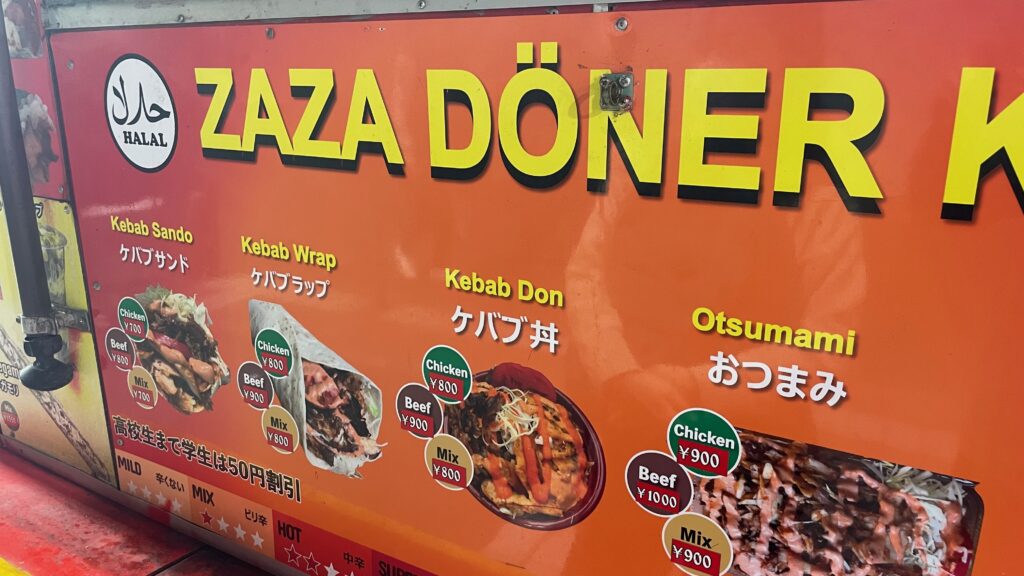 حلال
HALAL
ZAZA DÖNER K
Kebab Sando
ケバブサンド
Chicken
¥700
Beef
¥800
Mix
¥700
Kebab Wrap
ケバブラップ
Chicken
¥800
Beef
¥900
Mix
¥800
Kebab Don
ケバブ丼
Chicken
¥800
Beef
¥900
Mix
¥800
Otsumami
おつまみ
Chicken
¥900
Beef
¥1000
Mix
¥900
高校生まで学生は50円割引
MILD 辛くない
MIX ピリ辛
HOT 中辛